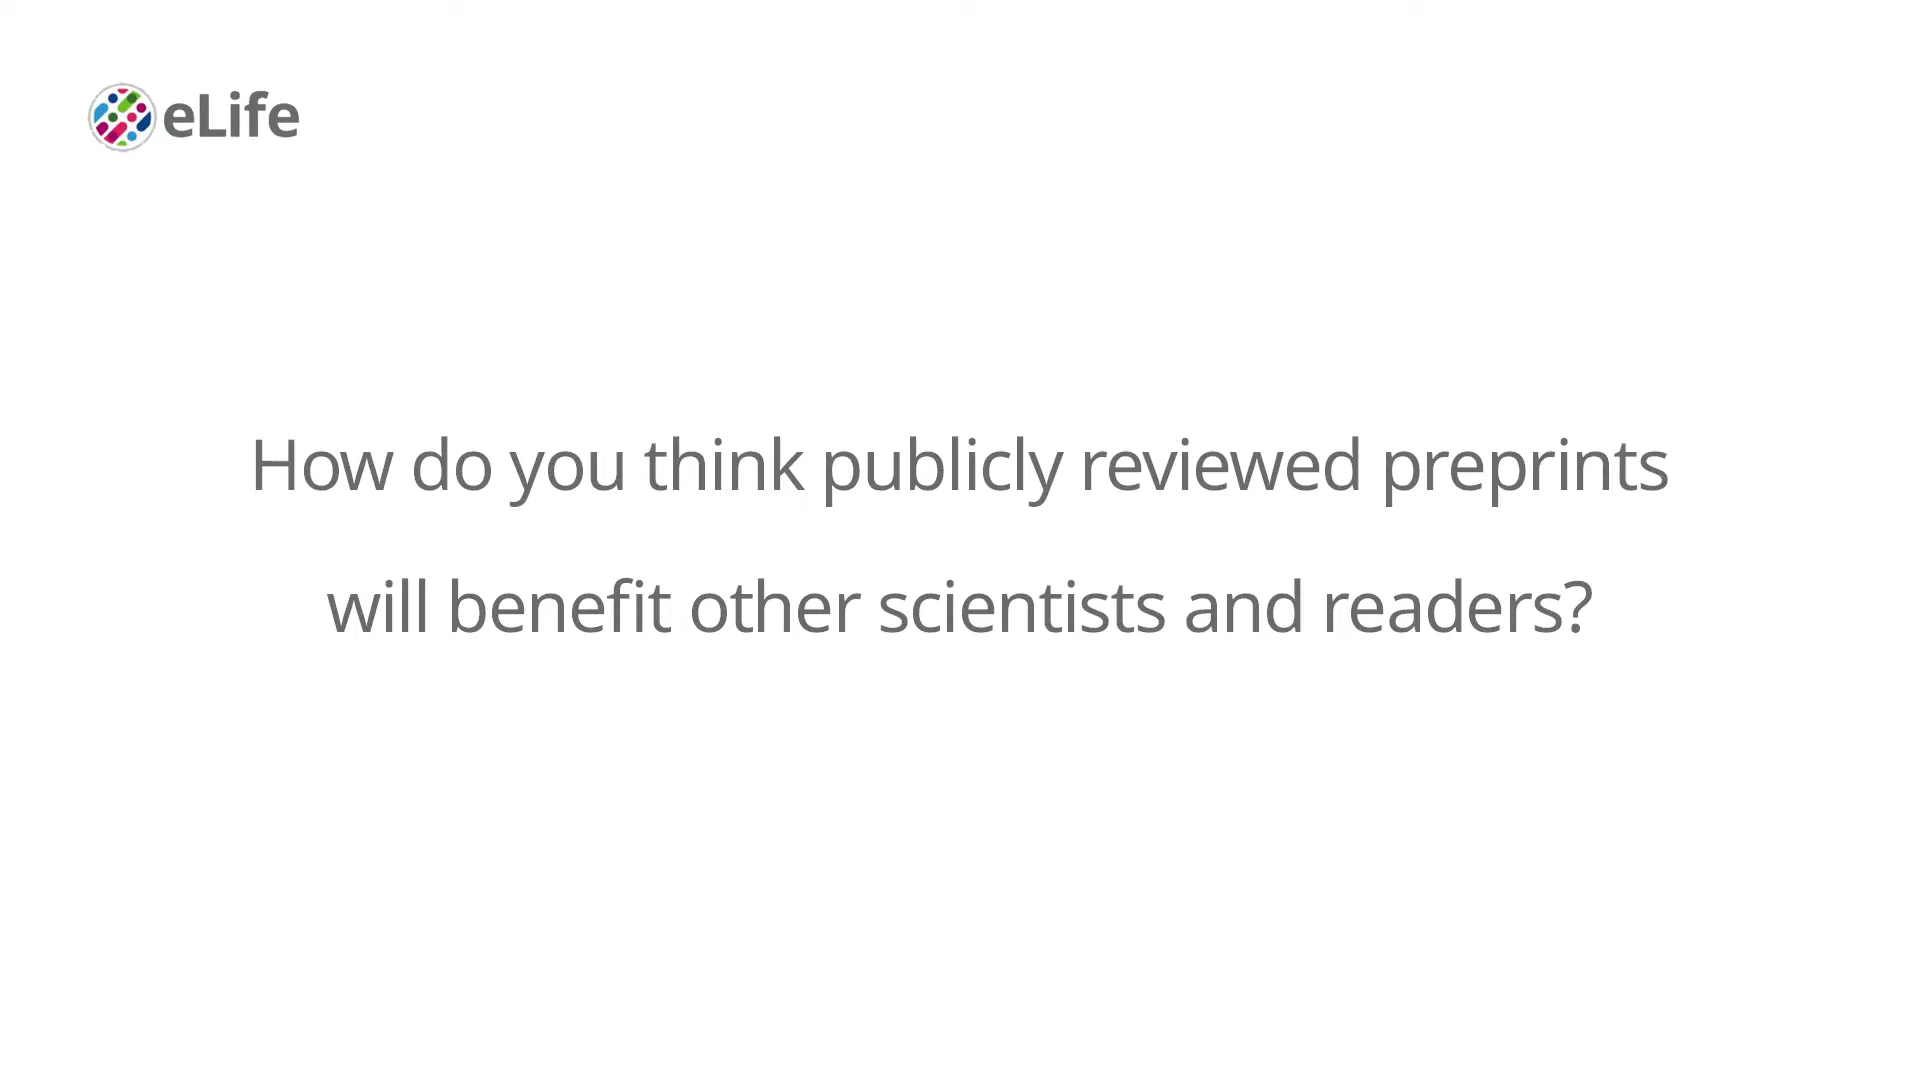 eLife
How do you think publicly reviewed preprints
will benefit other scientists and readers?